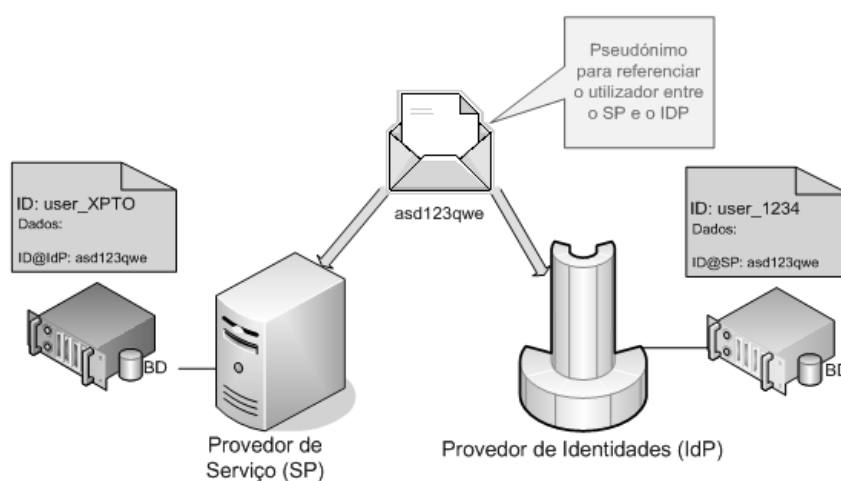 Pseudónimo
para referenciar
o utilizador entre
o SP e o IDP
asd123qwe
ID: user_XPTO
Dados:
ID@IdP: asd123qwe
BD
Provedor de
Serviço (SP)
ID: user_1234
Dados:
ID@SP: asd123qwe
BD
Provedor de Identidades (IdP)